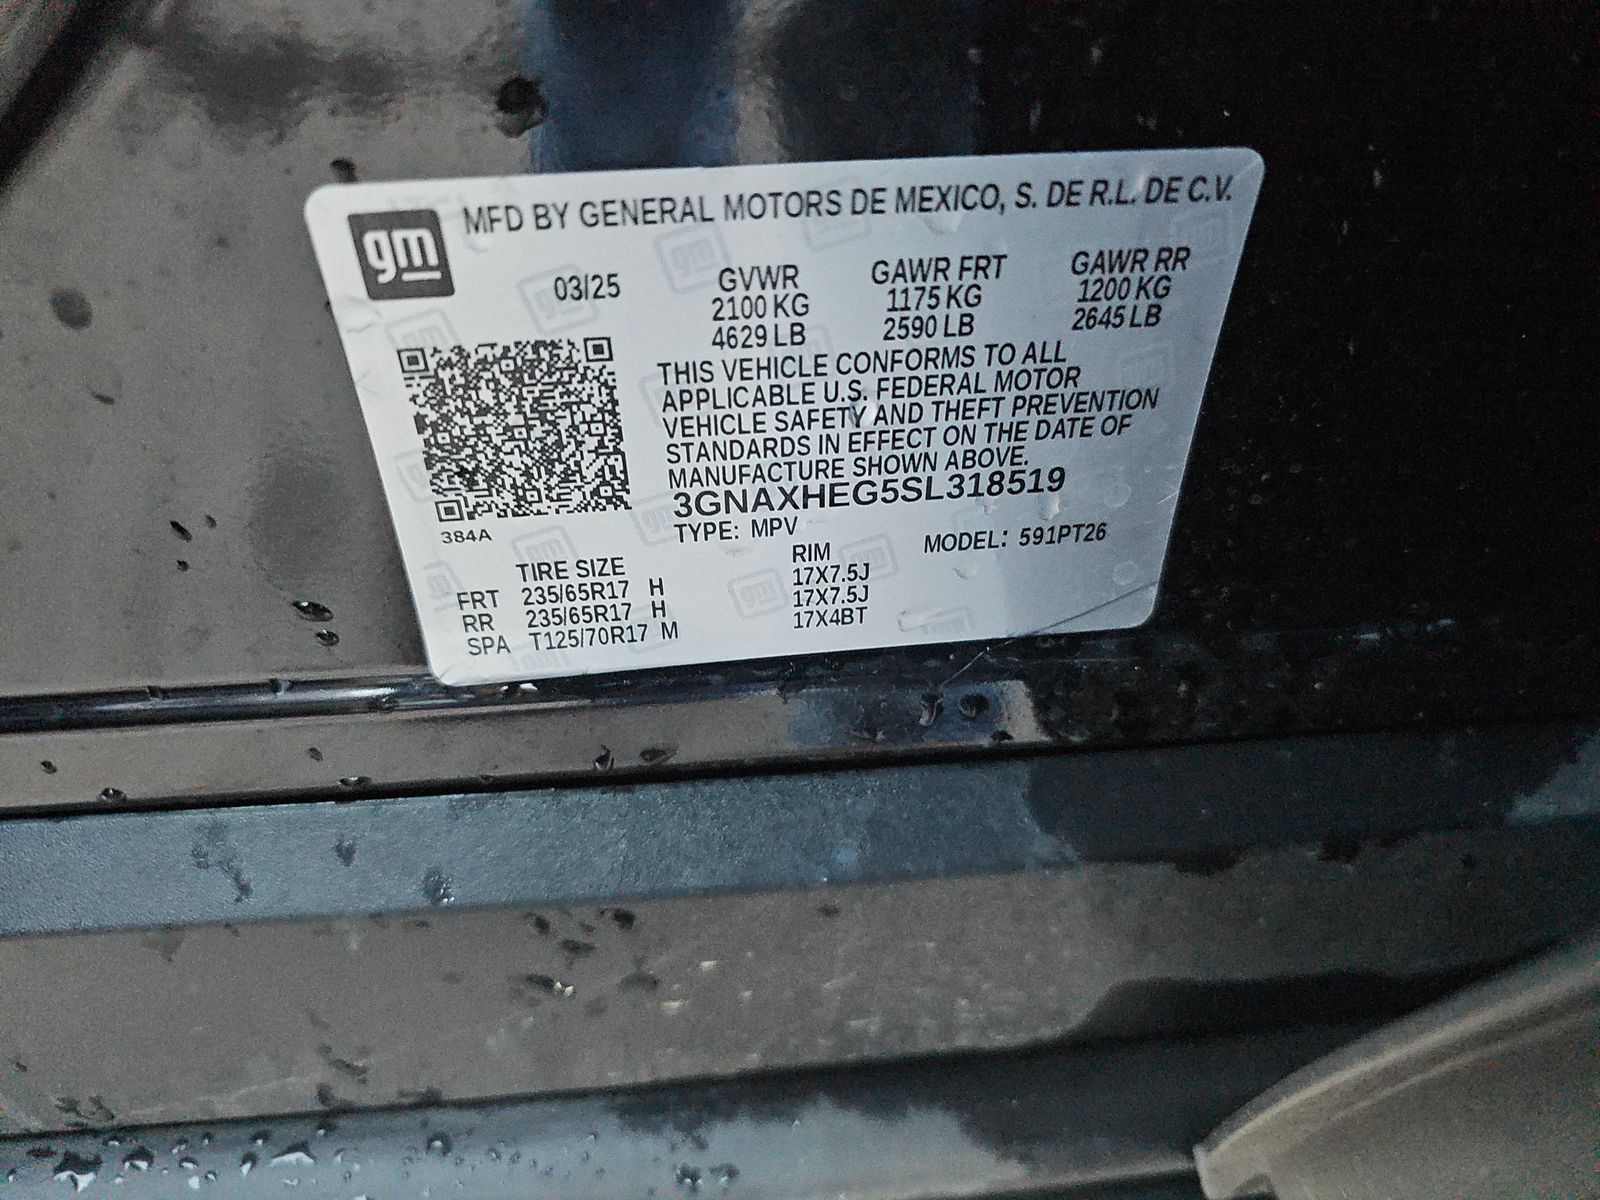 gm
MFD BY GENERAL MOTORS DE MEXICO, S. DE R.L. DE C.V.
03/25 GVWR GAWR FRT GAWR RR
2100 KG 1175 KG 1200 KG
4629 LB 2590 LB 2645 LB
THIS VEHICLE CONFORMS TO ALL
APPLICABLE U.S. FEDERAL MOTOR
VEHICLE SAFETY AND THEFT PREVENTION
STANDARDS IN EFFECT ON THE DATE OF
MANUFACTURE SHOWN ABOVE.
3GNAXHEG5SL318519
384A
TYPE: MPV MODEL: 591PT26
TIRE SIZE RIM
FRT 235/65R17 H 17X7.5J
RR 235/65R17 H 17X7.5J
SPA T125/70R17 M 17X4BT